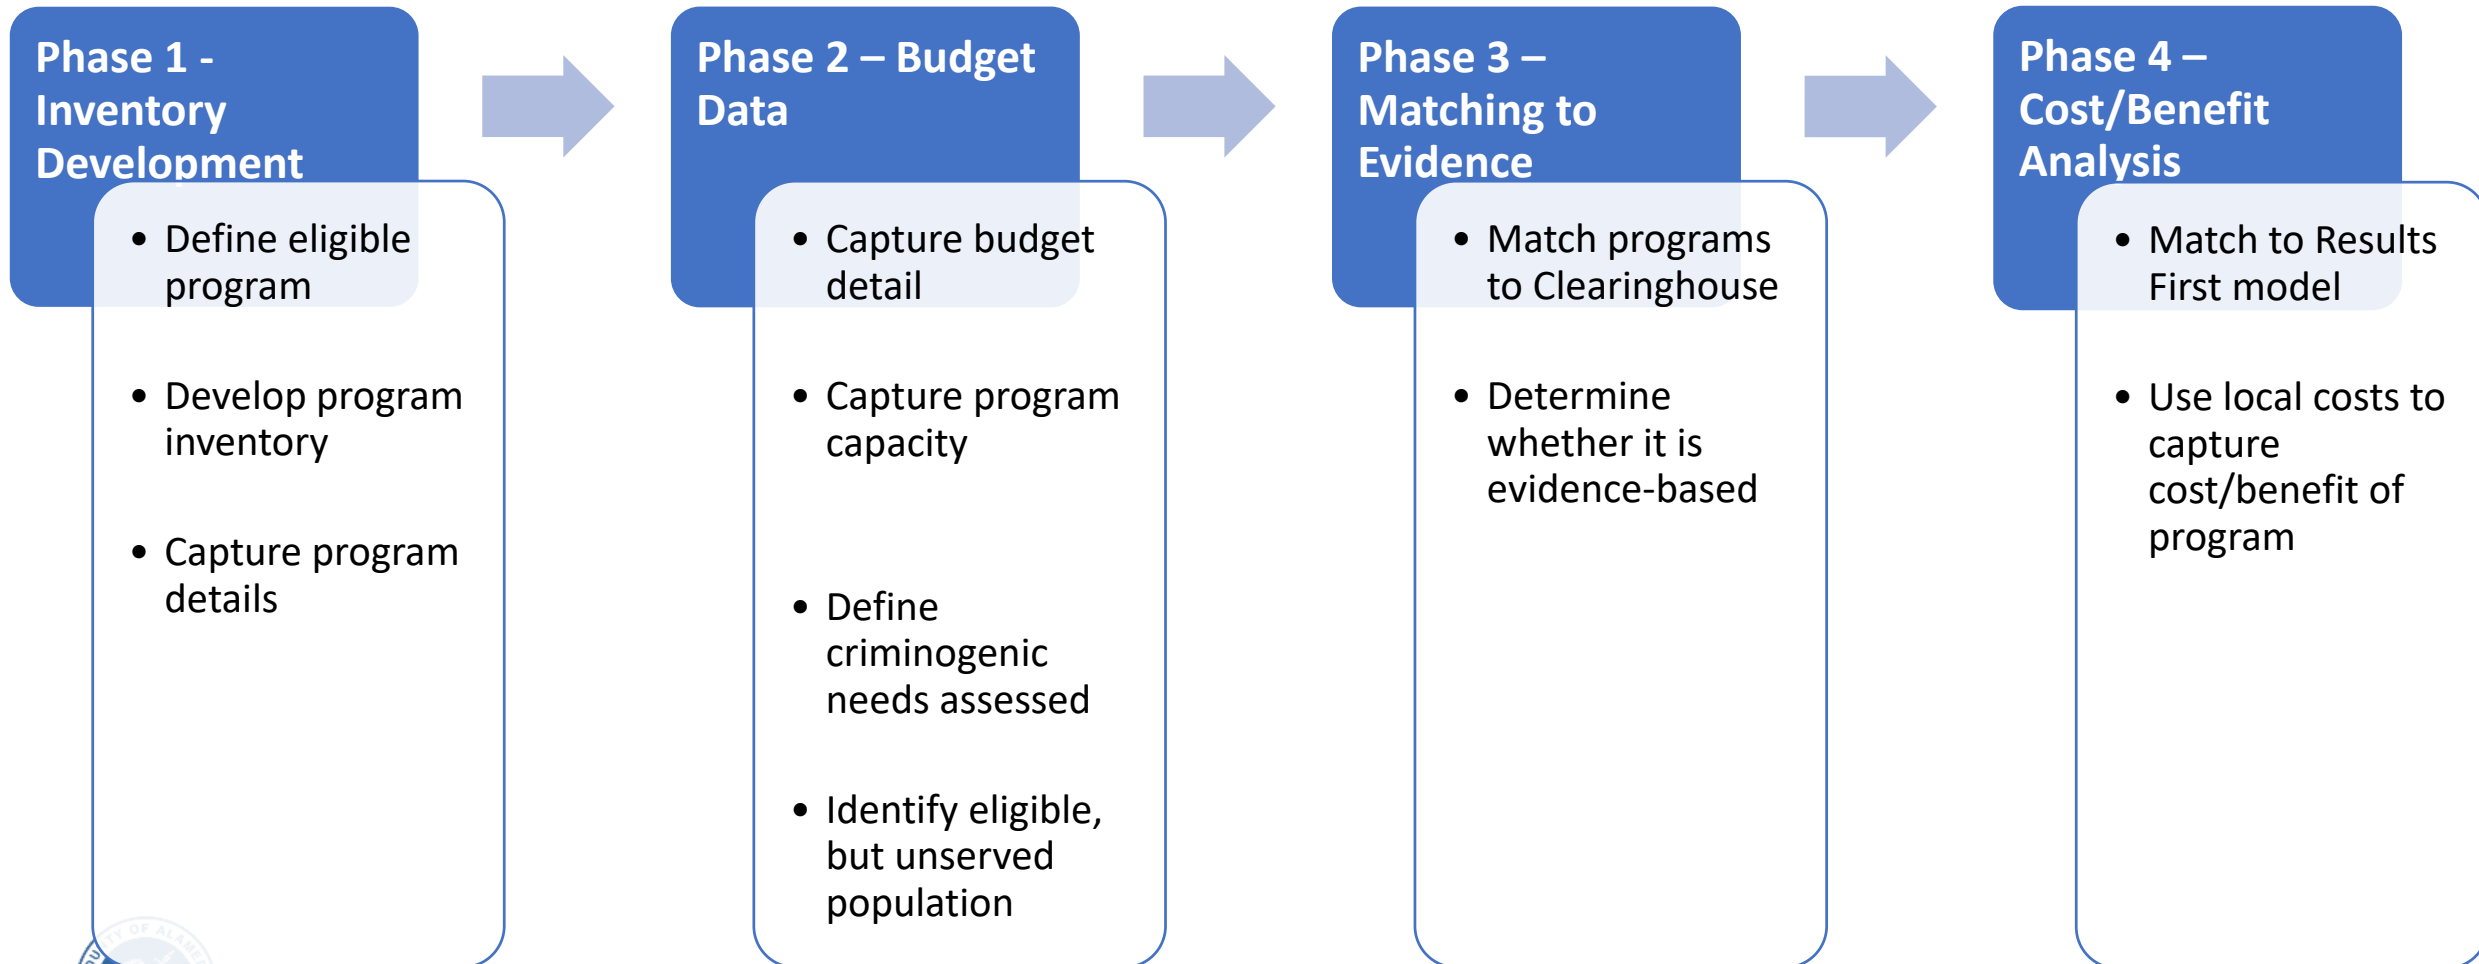 Phase 1 -
Inventory
Development
• Define eligible
program
• Develop program
inventory
• Capture program
details
Phase 2 – Budget
Data
• Capture budget
detail
• Capture program
capacity
• Define
criminogenic
needs assessed
• Identify eligible,
but unserved
population
Phase 3 –
Matching to
Evidence
• Match programs
to Clearinghouse
• Determine
whether it is
evidence-based
Phase 4 –
Cost/Benefit
Analysis
• Match to Results
First model
• Use local costs to
capture
cost/benefit of
program
OF